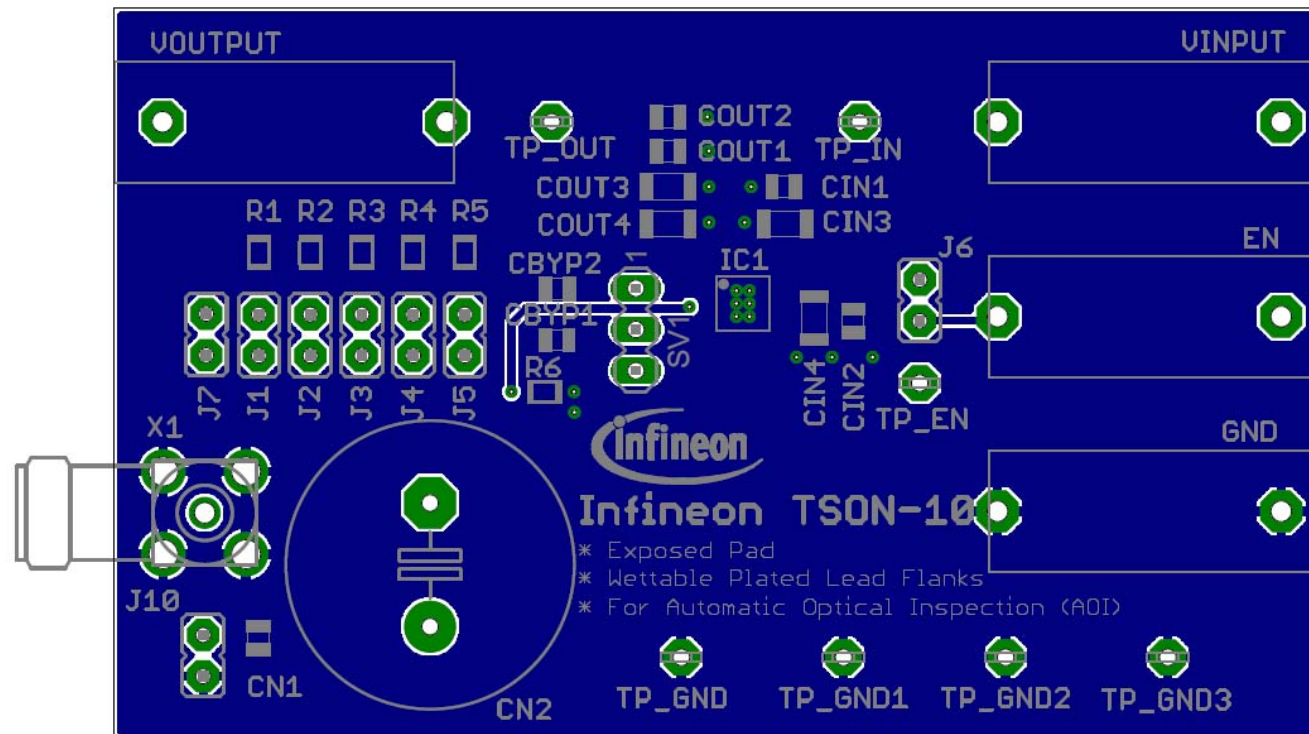 VOUTPUT
VINPUT
COUT2
TP_OUT
COUT1
TP_IN
COUT3
CIN1
COUT4
CIN3
R1 R2 R3 R4 R5
EN
J6
CBYP2
1
IC1
CBYP1
SV1
R6
J7 J1 J2 J3 J4 J5
CIN4
CIN2
TP_EN
X1
infineon
GND
Infineon TSON-10
* Exposed Pad
* Wettable Plated Lead Flanks
* For Automatic Optical Inspection (AOI)
J10
CN1
CN2
TP_GND TP_GND1 TP_GND2 TP_GND3